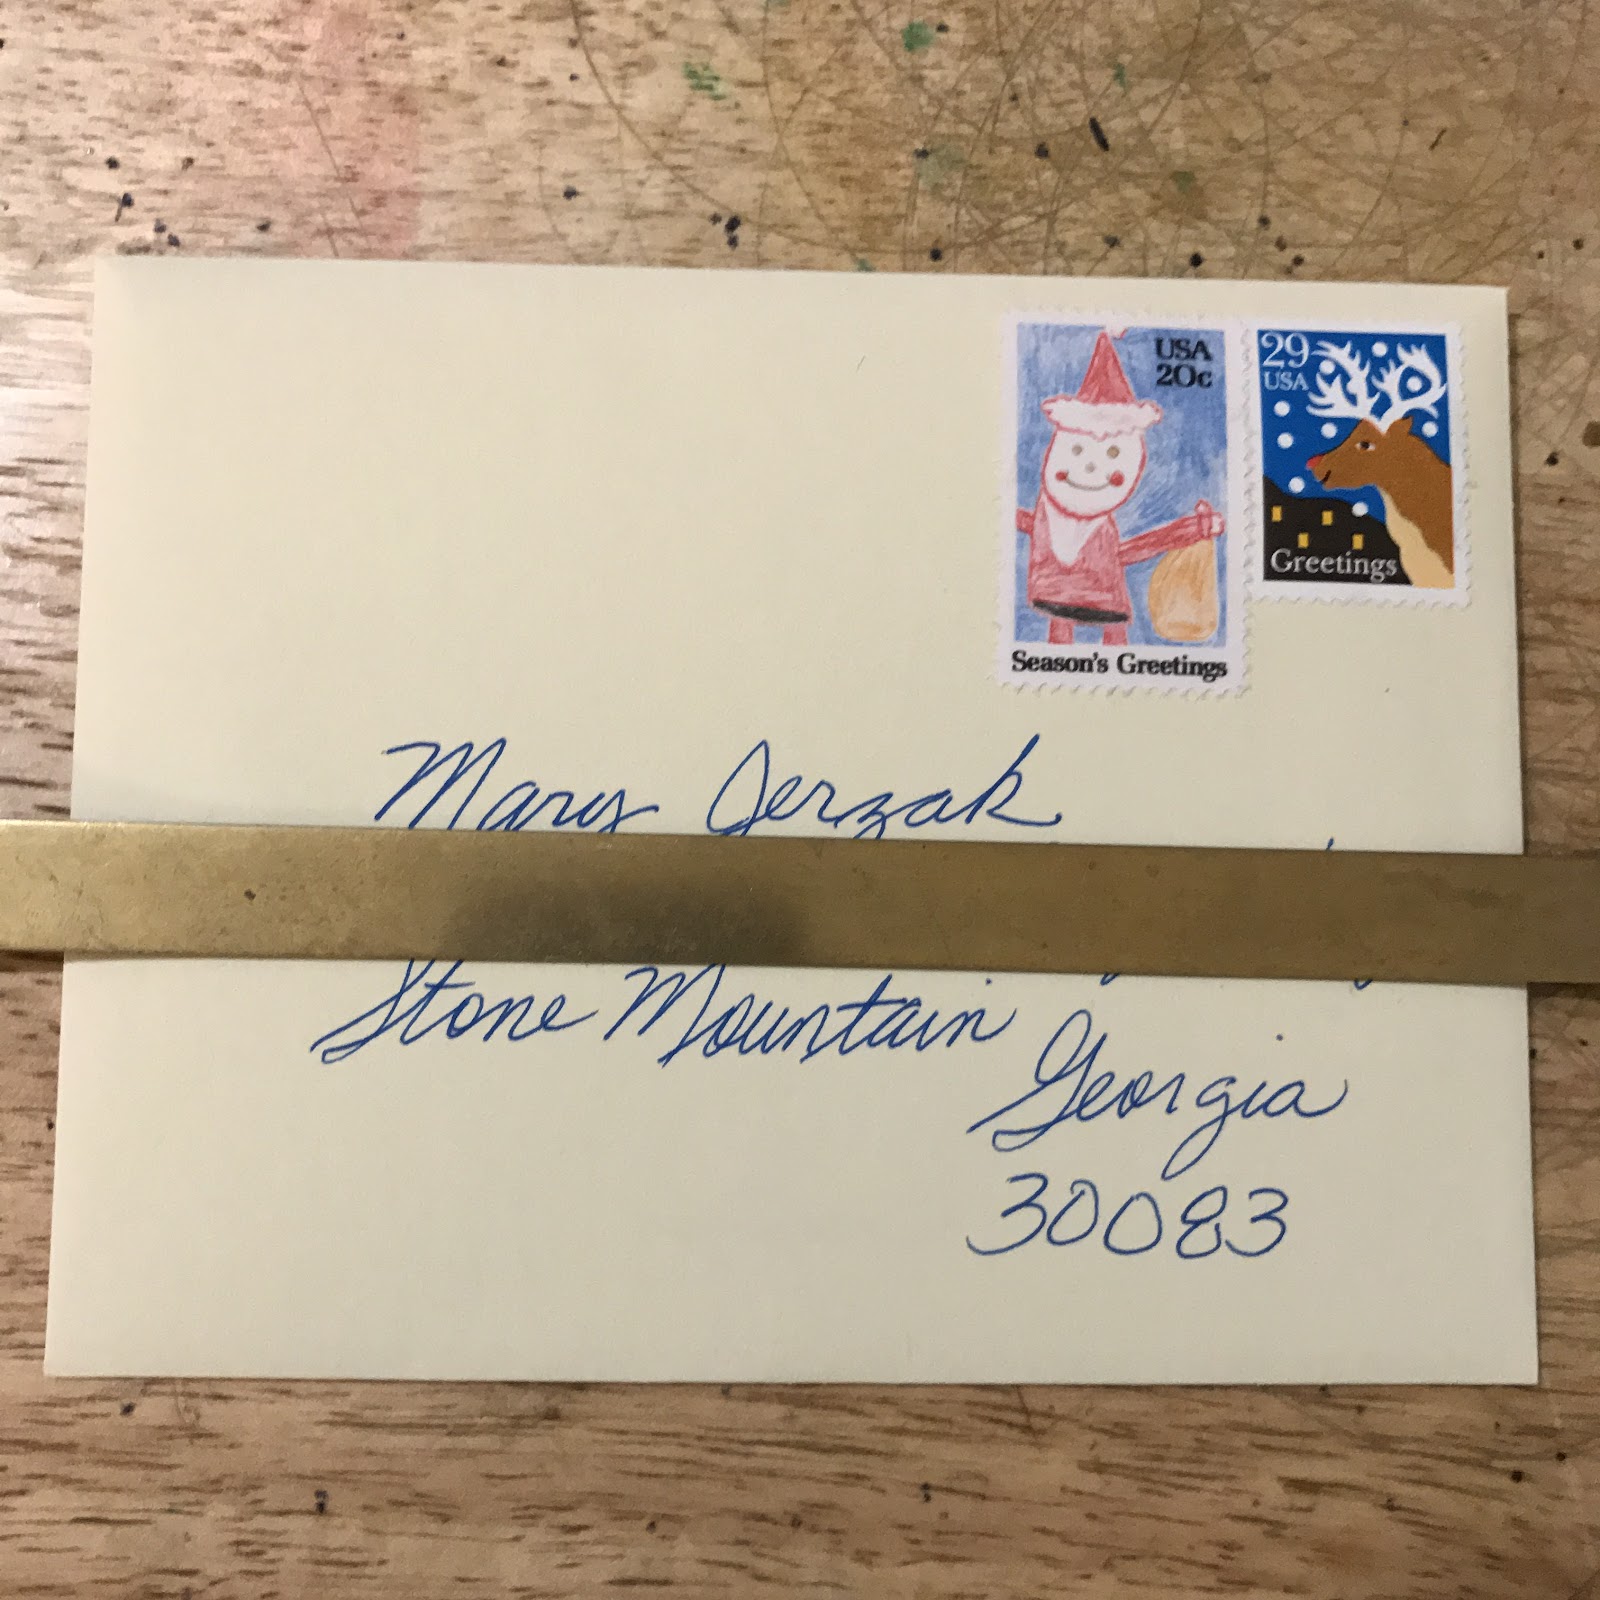 USA
20c
Season's Greetings
29
USA
Greetings
Mary Jerzak
Stone Mountain
Georgia
30083